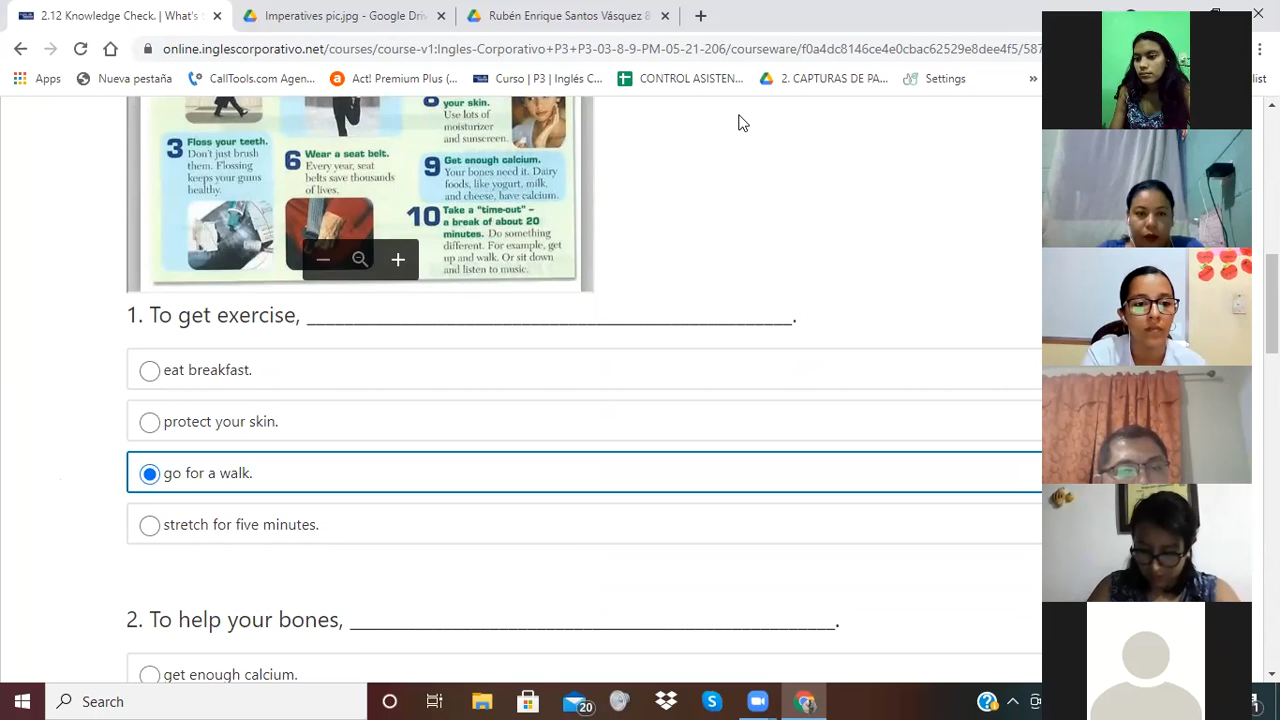 2.12 Homework | What's
Imperatives pic.jpg - Google Dri
Rubén Enrique Santos Vásquez
online.inglescorporativo.net/courses/course-v1:Ingles-Corporativo+P3+P3-03-8-9-PM-05-21-206/courseware/f0a4dc8146ce4e0cbac62529e8dee4f5/587
Apps
Nueva pestaña
CallTools.com Agen...
Act! Premium Plus
Curso | P3 | Inglés C...
CONTROL ASISTEN...
2. CAPTURAS DE PA...
Settings
your skin.
Use lots of
moisturizer
and sunscreen.
3 Floss your teeth.
Don't just brush
them. Flossing
keeps your gums
healthy.
6 Wear a seat belt.
Every year, seat
belts save thousands
of lives.
9 Get enough calcium.
Your bones need it. Dairy
foods, like yogurt, milk,
and cheese, have calcium.
10 Take a "time-out" –
a break of about 20
minutes. Do something
different. For example, get
up and walk. Or sit down
and listen to music.
1. To get exercise, ______________________________________________.
eat breakfast.
protect your skin.
go for a walk.
stretch for five minutes.
2. To help your bones, ______________________________________________.
get enough calcium.
Search
20